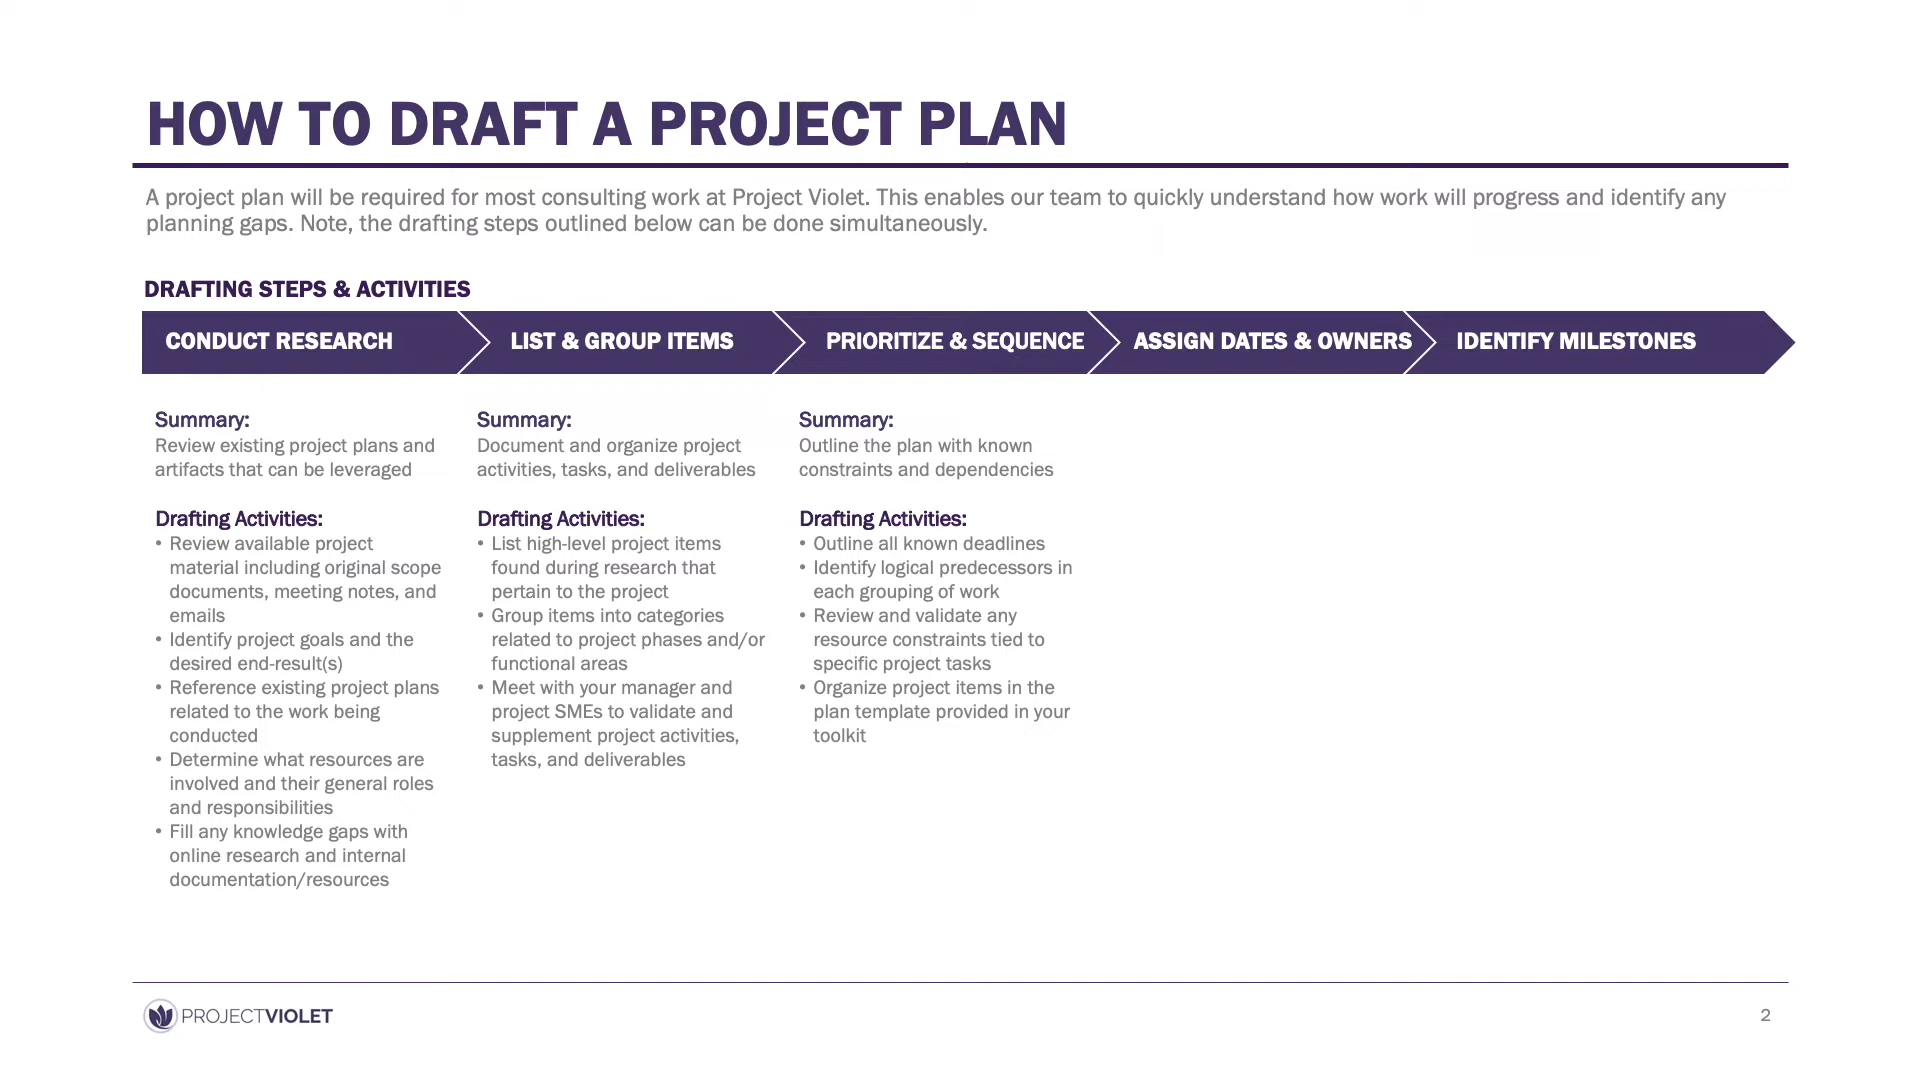 HOW TO DRAFT A PROJECT PLAN
A project plan will be required for most consulting work at Project Violet. This enables our team to quickly understand how work will progress and identify any
planning gaps. Note, the drafting steps outlined below can be done simultaneously.
DRAFTING STEPS & ACTIVITIES
CONDUCT RESEARCH
LIST & GROUP ITEMS
PRIORITIZE & SEQUENCE
ASSIGN DATES & OWNERS
IDENTIFY MILESTONES
Summary:
Review existing project plans and
artifacts that can be leveraged
Drafting Activities:
• Review available project
material including original scope
documents, meeting notes, and
emails
• Identify project goals and the
desired end-result(s)
• Reference existing project plans
related to the work being
conducted
• Determine what resources are
involved and their general roles
and responsibilities
• Fill any knowledge gaps with
online research and internal
documentation/resources
Summary:
Document and organize project
activities, tasks, and deliverables
Drafting Activities:
• List high-level project items
found during research that
pertain to the project
• Group items into categories
related to project phases and/or
functional areas
• Meet with your manager and
project SMEs to validate and
supplement project activities,
tasks, and deliverables
Summary:
Outline the plan with known
constraints and dependencies
Drafting Activities:
• Outline all known deadlines
• Identify logical predecessors in
each grouping of work
• Review and validate any
resource constraints tied to
specific project tasks
• Organize project items in the
plan template provided in your
toolkit
PROJECTVIOLET
2